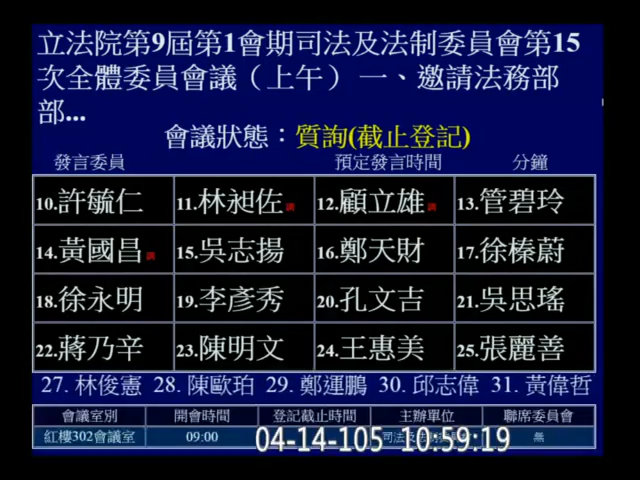 立法院第9屆第1會期司法及法制委員會第15
次全體委員會議（上午） 一、邀請法務部
部...
會議狀態：質詢(截止登記)
發言委員 預定發言時間 分鐘
10.許毓仁 11.林昶佐 12.顧立雄 13.管碧玲
14.黃國昌 15.吳志揚 16.鄭天財 17.徐榛蔚
18.徐永明 19.李彥秀 20.孔文吉 21.吳思瑤
22.蔣乃辛 23.陳明文 24.王惠美 25.張麗善
27. 林俊憲 28. 陳歐珀 29. 鄭運鵬 30. 邱志偉 31. 黃偉哲
會議室別 開會時間 登記截止時間 主辦單位 聯席委員會
紅樓302會議室 09:00 04-14-105 10:59:19 無